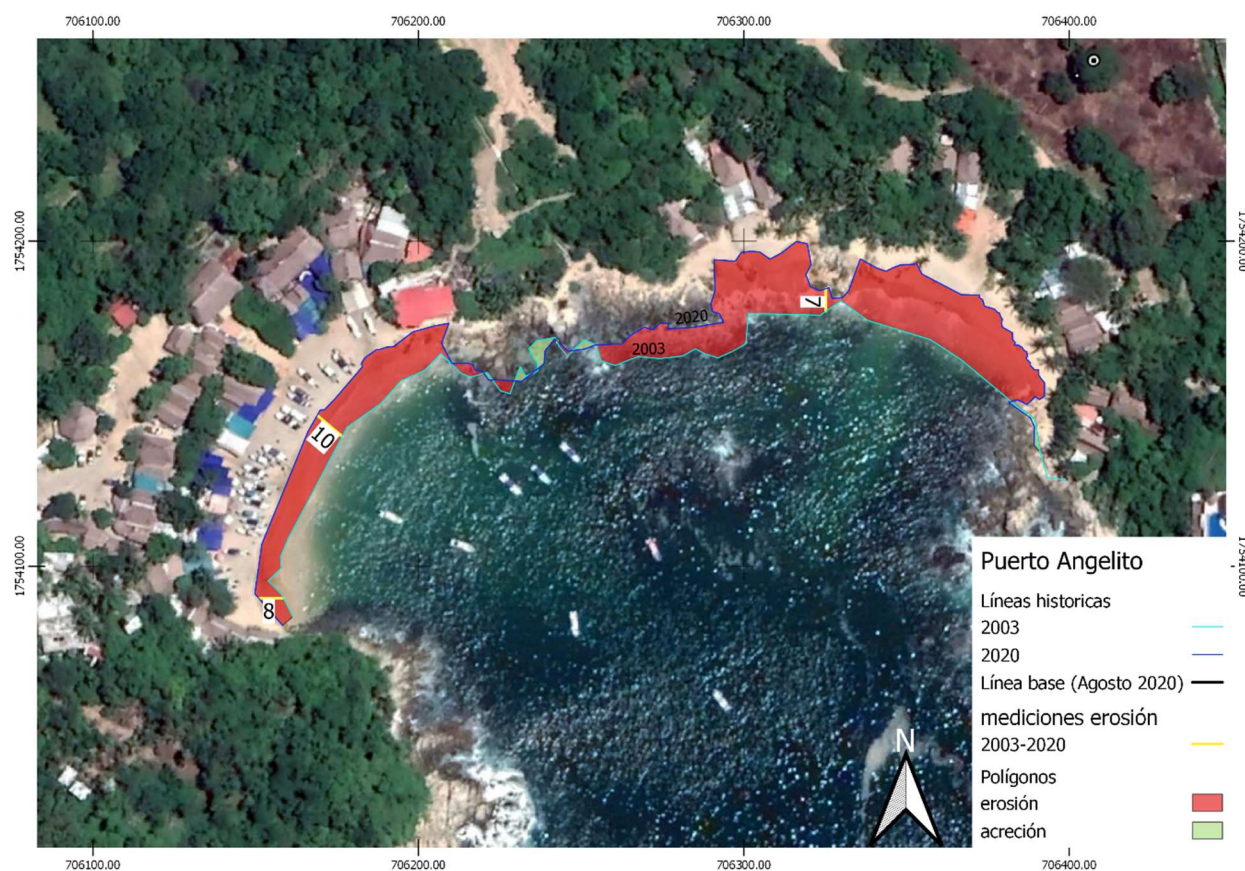 706100.00 706200.00 706300.00 706400.00
1754200.00
1754200.00
2020
7
2003
10
1754100.00
1754100.00
8
Puerto Angelito
Líneas historicas
2003
2020
Línea base (Agosto 2020)
mediciones erosión
2003-2020
Polígonos
erosión
acreción
N
706100.00 706200.00 706300.00 706400.00